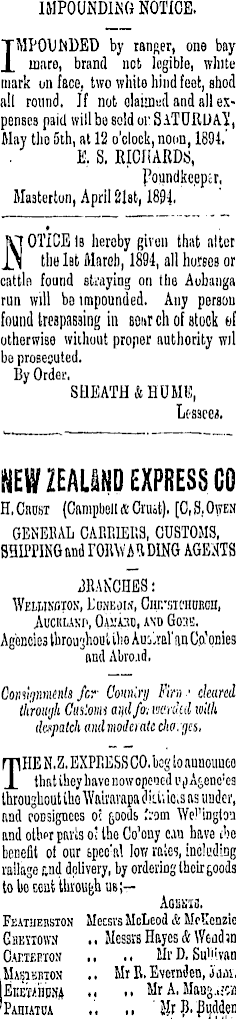 IMPOUNDING NOTICE.
IMPOUNDED by ranger, one bay
mare, brand not legible, white
mark on face, two white hind feet, shod
all round. If not claimed and all ex-
penses paid will be sold on SATURDAY,
May the 5th, at 12 o'clock, noon, 1894.
E. S. RICHARDS,
Poundkeeper,
Masterton, April 21st, 1894.
NOTICE is hereby given that after
the 1st March, 1894, all horses or
cattle found straying on the Aohanga
run will be impounded. Any person
found trespassing in search of stock of
otherwise without proper authority wil
be prosecuted.
By Order.
SHEATH & HUME,
Lessees.
NEW ZEALAND EXPRESS CO
H. CRUST (Campbell & Crust). [C. S. OWEN
GENERAL CARRIERS, CUSTOMS,
SHIPPING and FORWARDING AGENTS
BRANCHES:
WELLINGTON, DUNEDIN, CHRISTCHURCH,
AUCKLAND, OAMARU, AND GORE.
Agencies throughout the Australian Colonies
and Abroad.
Consignments for Country Firms cleared
through Customs and forwarded with
despatch and moderate charges.
THE N.Z. EXPRESS CO. beg to announce
that they have now opened up Agencies
throughout the Wairarapa districts as under,
and consignees of goods from Wellington
and other parts of the Colony can have the
benefit of our special low rates, including
railage and delivery, by ordering their goods
to be sent through us;—
AGENTS.
FEATHERSTON Messrs McLeod & McKenzie
GREYTOWN ,, Messrs Hayes & Weadon
CARTERTON ,, ,, Mr D. Sullivan
MASTERTON ,, Mr R. Evernden, Jun.
EKETAHUNA ,, ,, Mr A.
PAHIATUA ,, ,, Mr B. Budden